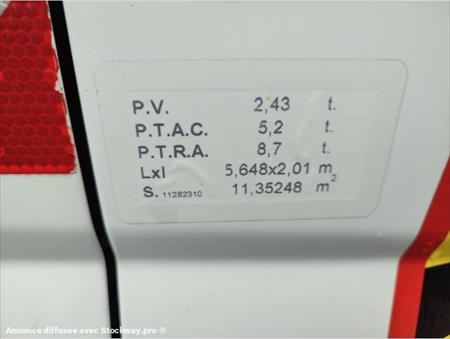 P.V. 2,43 t.
P.T.A.C. 5,2 t.
P.T.R.A. 8,7 t.
Lxl 5,648x2,01 m
S. 11282310 11,35248 m²
Annonce diffusée avec Stockway.pro ®